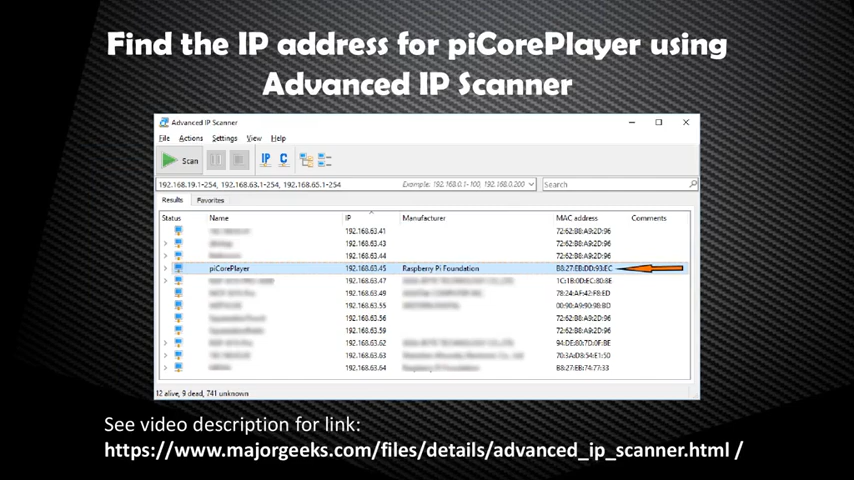 Find the IP address for piCorePlayer using
Advanced IP Scanner
Advanced IP Scanner
File Actions Settings View Help
Scan IP C
192.168.19.1-254, 192.168.63.1-254, 192.168.65.1-254 Example: 192.168.0.1-100, 192.168.0.200 Search
Results Favorites
Status Name IP Manufacturer MAC address Comments
192.168.63.41 72:62:B8:A9:2D:96
192.168.63.43 72:62:B8:A9:2D:96
192.168.63.44 72:62:B8:A9:2D:96
piCorePlayer 192.168.63.45 Raspberry Pi Foundation B8:27:EB:DD:93:EC
192.168.63.47 1C:1B:0D:EC:80:8E
192.168.63.49 78:24:AF:42:F8:ED
192.168.63.55 00:90:A9:90:9B:BD
192.168.63.56 72:62:B8:A9:2D:96
192.168.63.59 72:62:B8:A9:2D:96
192.168.63.62 94:DE:80:7D:0F:BE
192.168.63.63 70:3A:D8:54:E1:50
192.168.63.64 B8:27:EB:74:77:33
12 alive, 9 dead, 741 unknown
See video description for link:
https://www.majorgeeks.com/files/details/advanced_ip_scanner.html /